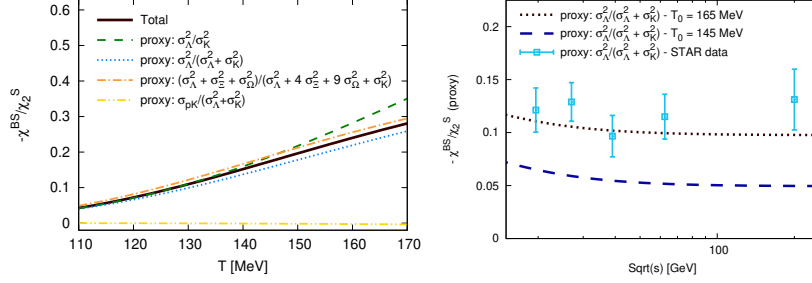 -χ^BS/χ₂^S
0.6
0.5
0.4
0.3
0.2
0.1
0
Total
proxy: σ²_Λ/σ²_K
proxy: σ²_Λ/(σ²_Λ+ σ²_K)
proxy: (σ²_Λ + σ²_Ξ + σ²_Ω)/(σ²_Λ + 4 σ²_Ξ + 9 σ²_Ω + σ²_K)
proxy: σ_pK/(σ²_Λ+σ²_K)
110 120 130 140 150 160 170
T [MeV]
- χ^BS/χ₂^S (proxy)
0.2
0.15
0.1
0.05
0
proxy: σ²_Λ/(σ²_Λ + σ²_K) - T₀ = 165 MeV
proxy: σ²_Λ/(σ²_Λ + σ²_K) - T₀ = 145 MeV
proxy: σ²_Λ/(σ²_Λ + σ²_K) - STAR data
100
Sqrt(s) [GeV]